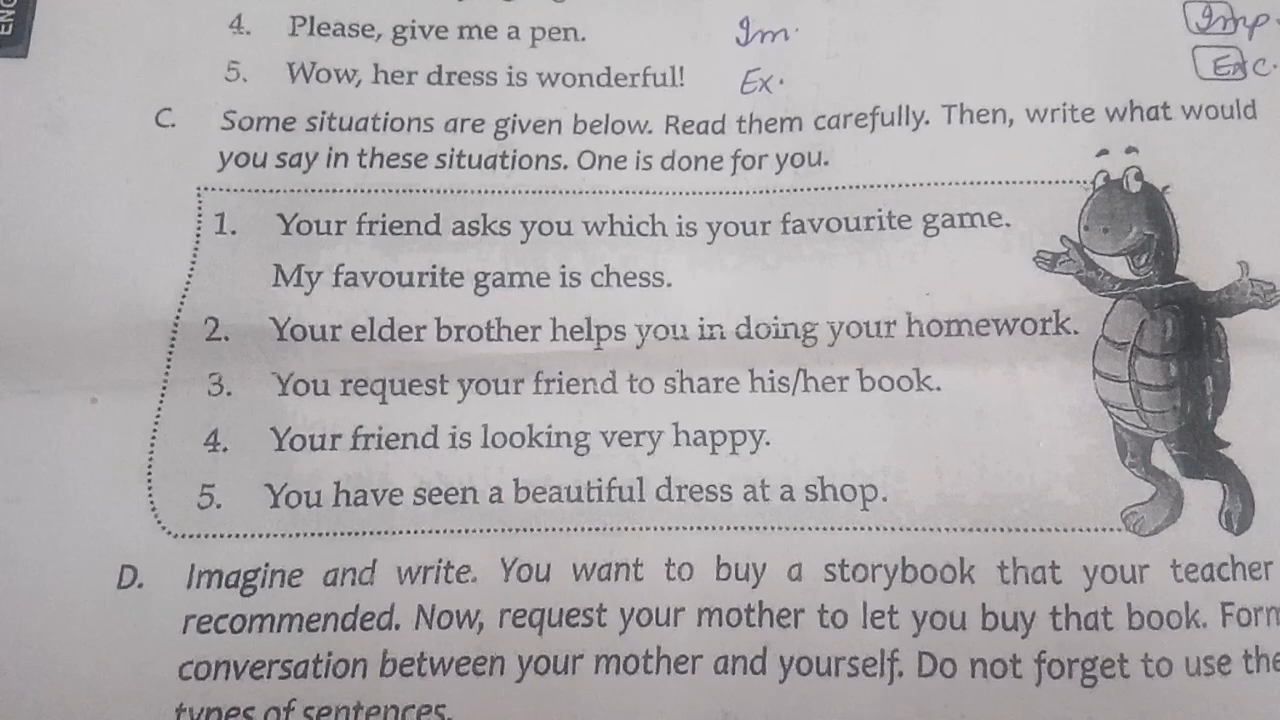 ENG
4. Please, give me a pen. Im. Imp.
5. Wow, her dress is wonderful! Ex. Exc.
C. Some situations are given below. Read them carefully. Then, write what would
you say in these situations. One is done for you.
1. Your friend asks you which is your favourite game.
My favourite game is chess.
2. Your elder brother helps you in doing your homework.
3. You request your friend to share his/her book.
4. Your friend is looking very happy.
5. You have seen a beautiful dress at a shop.
D. Imagine and write. You want to buy a storybook that your teacher
recommended. Now, request your mother to let you buy that book. Form
conversation between your mother and yourself. Do not forget to use the
types of sentences.